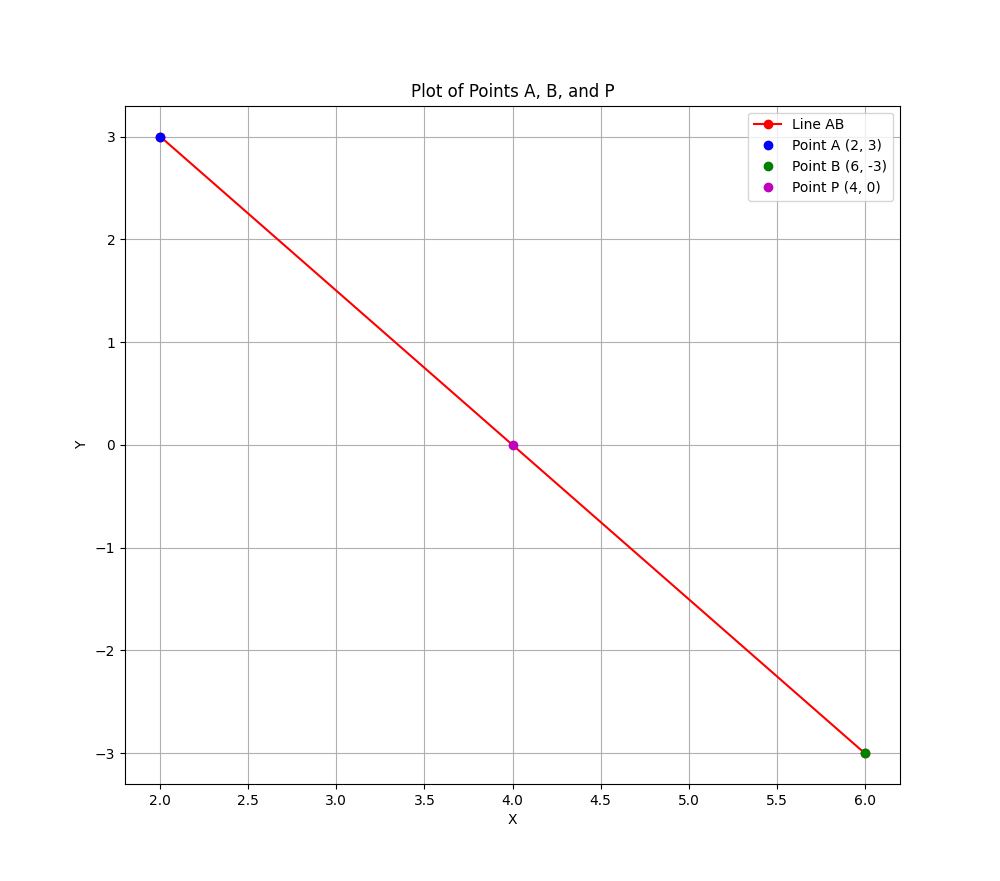 Plot of Points A, B, and P
Line AB
Point A (2, 3)
Point B (6, -3)
Point P (4, 0)
3
2
1
0
−1
−2
−3
Y
2.0 2.5 3.0 3.5 4.0 4.5 5.0 5.5 6.0
X